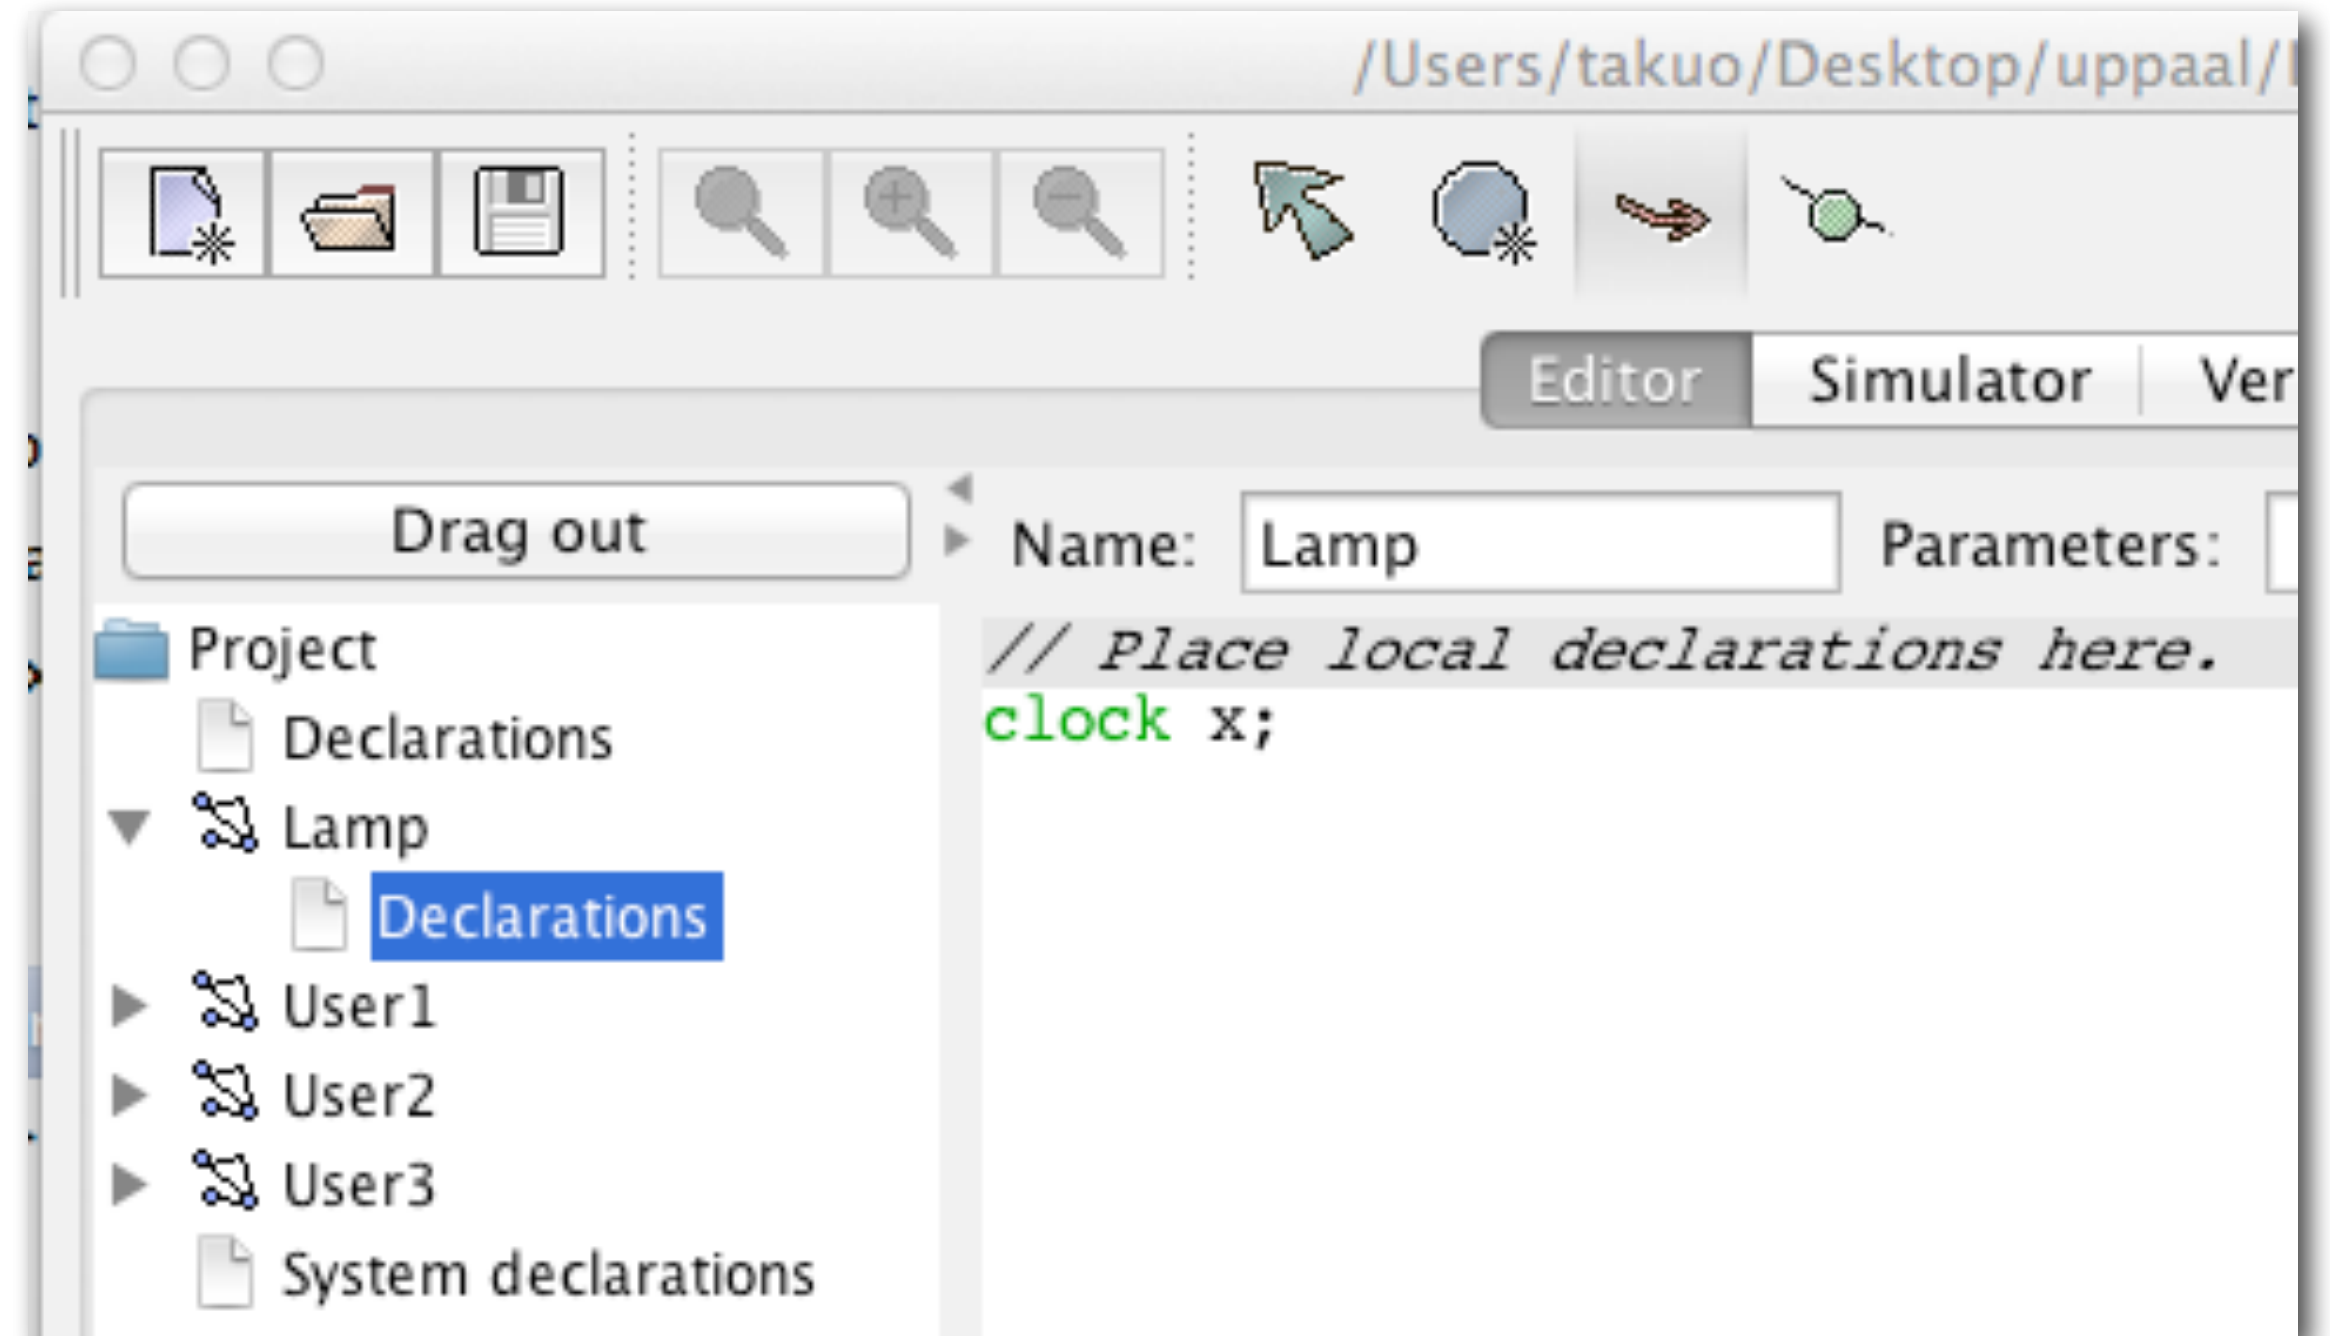 /Users/takuo/Desktop/uppaal/
Editor Simulator Ver
Drag out
Name: Lamp Parameters:
Project
Declarations
Lamp
Declarations
User1
User2
User3
System declarations
// Place local declarations here.
clock x;